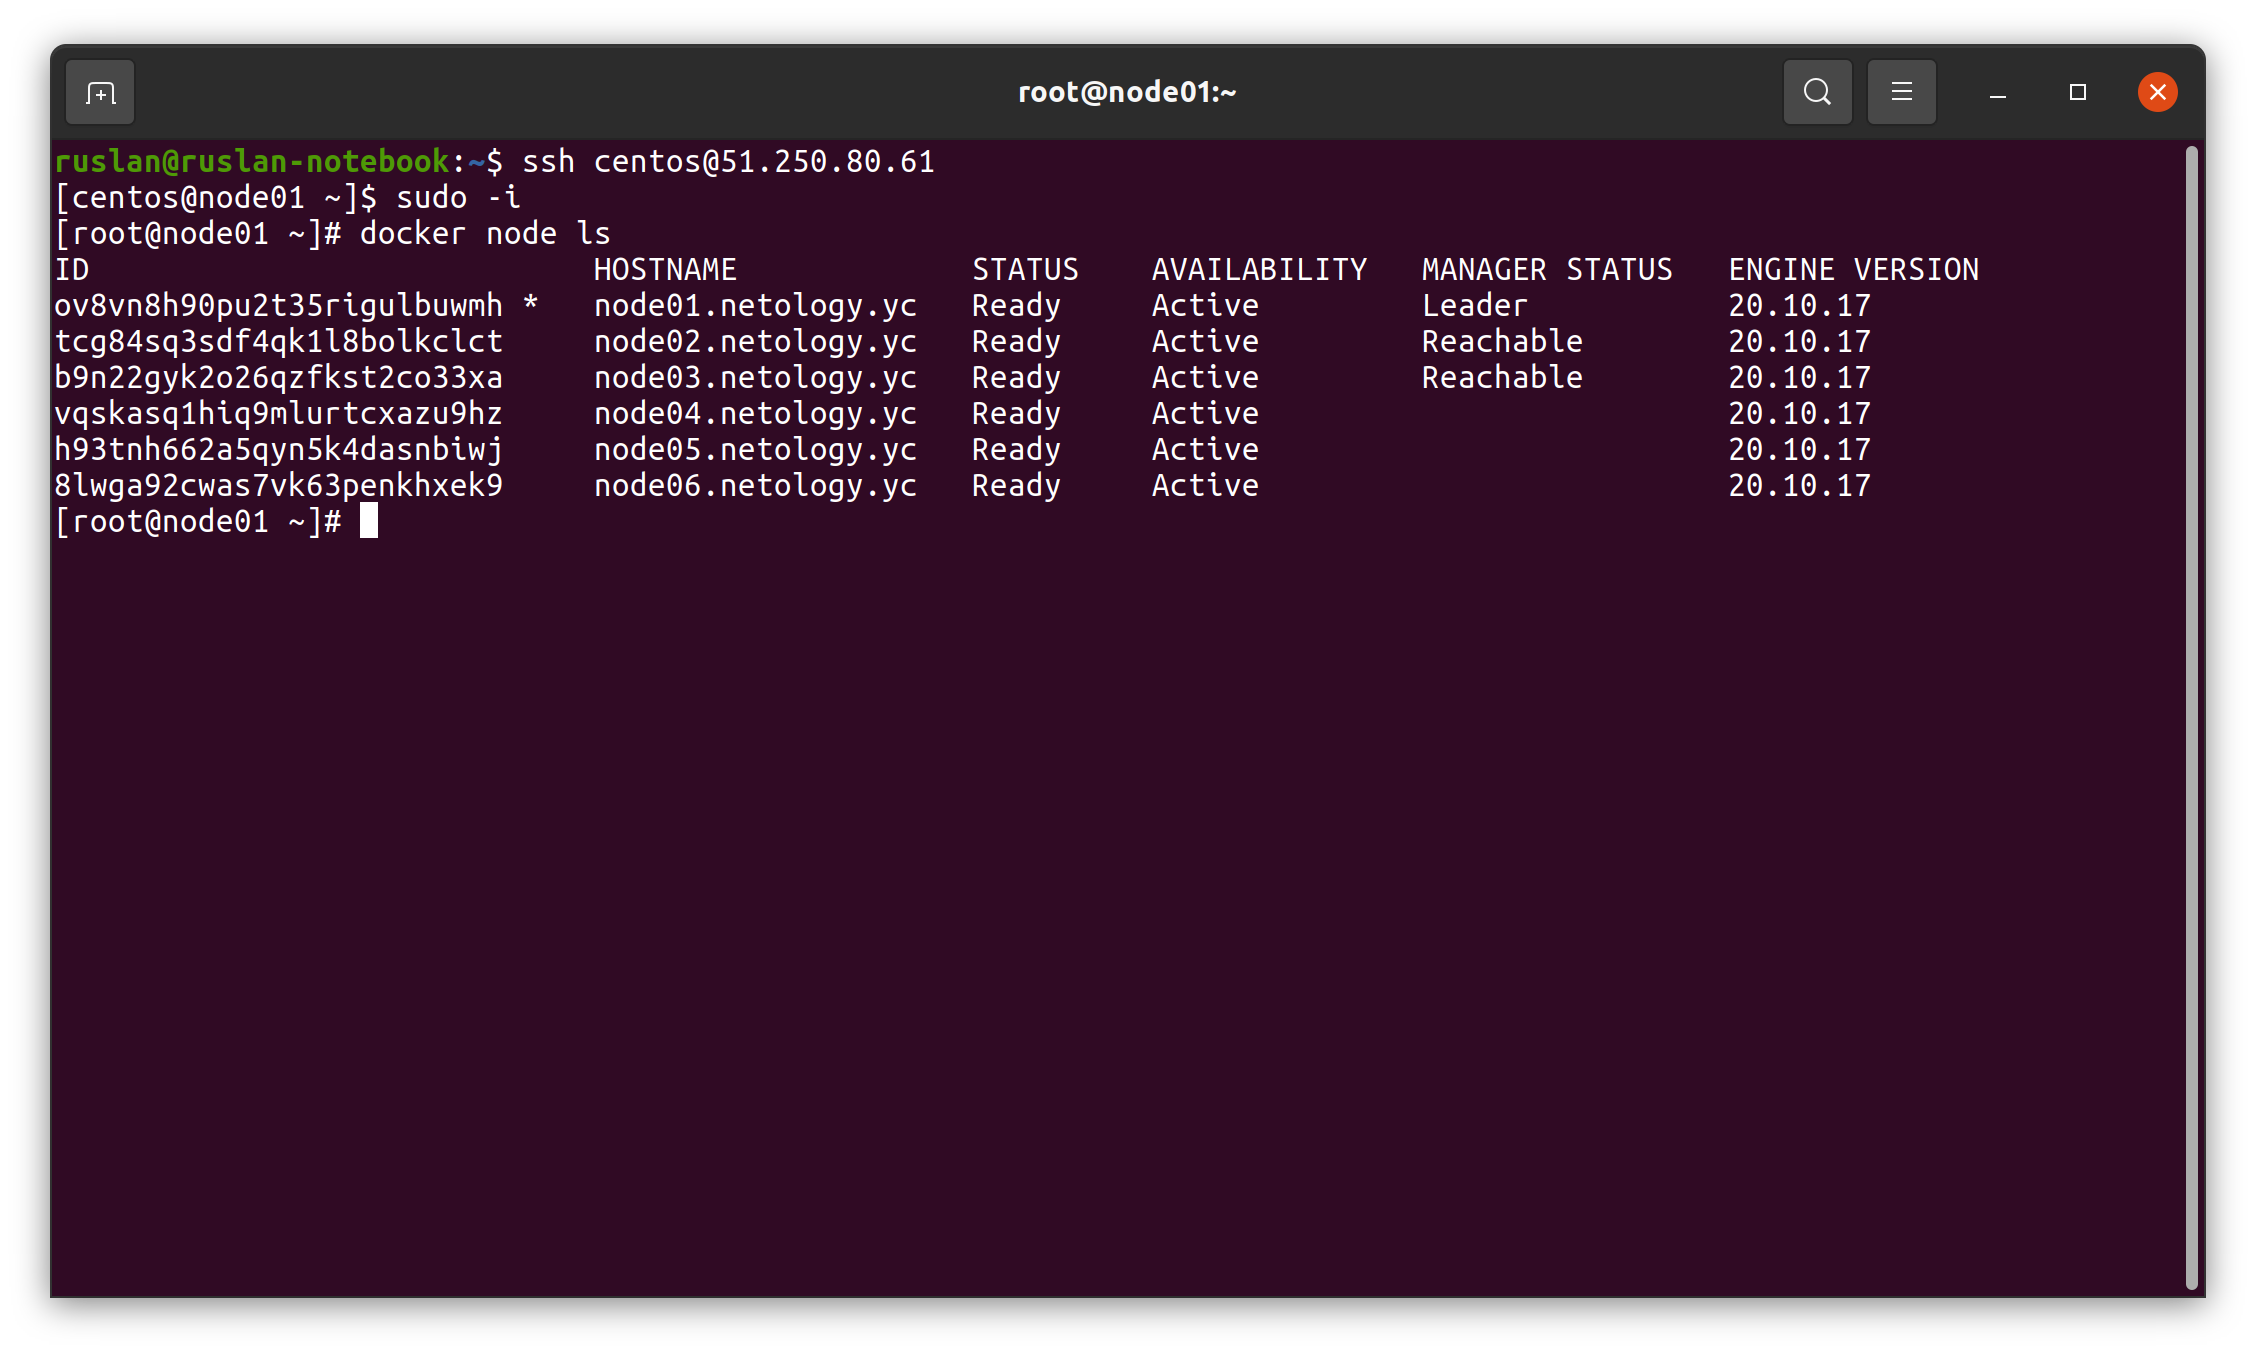 root@node01:~
ruslan@ruslan-notebook:~$ ssh centos@51.250.80.61
[centos@node01 ~]$ sudo -i
[root@node01 ~]# docker node ls
ID                            HOSTNAME             STATUS    AVAILABILITY   MANAGER STATUS   ENGINE VERSION
ov8vn8h90pu2t35rigulbuwmh *   node01.netology.yc   Ready     Active         Leader           20.10.17
tcg84sq3sdf4qk1l8bolkclct     node02.netology.yc   Ready     Active         Reachable        20.10.17
b9n22gyk2o26qzfkst2co33xa     node03.netology.yc   Ready     Active         Reachable        20.10.17
vqskasq1hiq9mlurtcxazu9hz     node04.netology.yc   Ready     Active                          20.10.17
h93tnh662a5qyn5k4dasnbiwj     node05.netology.yc   Ready     Active                          20.10.17
8lwga92cwas7vk63penkhxek9     node06.netology.yc   Ready     Active                          20.10.17
[root@node01 ~]#